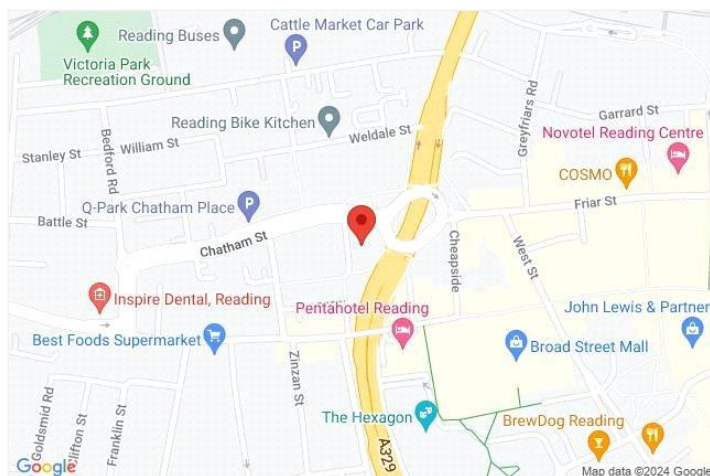 Cattle Market Car Park
P
Reading Buses
Victoria Park
Recreation Ground
Greyfriars Rd
Garrard St
Reading Bike Kitchen
Weldale St
Novotel Reading Centre
William St
Stanley St
Bedford Rd
COSMO
Q-Park Chatham Place
P
Friar St
Battle St
Chatham St
Cheapside
West St
Inspire Dental, Reading
Pentahotel Reading
John Lewis & Partner
Best Foods Supermarket
Broad Street Mall
Zinzan St
Goldsmid Rd
Clifton St
Franklin St
The Hexagon
BrewDog Reading
A329
Google
Map data ©2024 Google